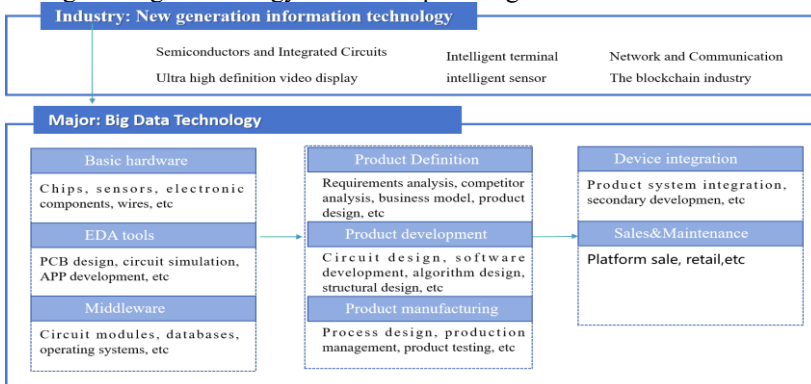 Industry: New generation information technology
Semiconductors and Integrated Circuits
Intelligent terminal
Network and Communication
Ultra high definition video display
intelligent sensor
The blockchain industry
Major: Big Data Technology
Basic hardware
Chips, sensors, electronic
components, wires, etc
EDA tools
PCB design, circuit simulation,
APP development, etc
Middleware
Circuit modules, databases,
operating systems, etc
Product Definition
Requirements analysis, competitor
analysis, business model, product
design, etc
Product development
Circuit design, software
development, algorithm design,
structural design, etc
Product manufacturing
Process design, production
management, product testing, etc
Device integration
Product system integration,
secondary developmen, etc
Sales&Maintenance
Platform sale, retail,etc